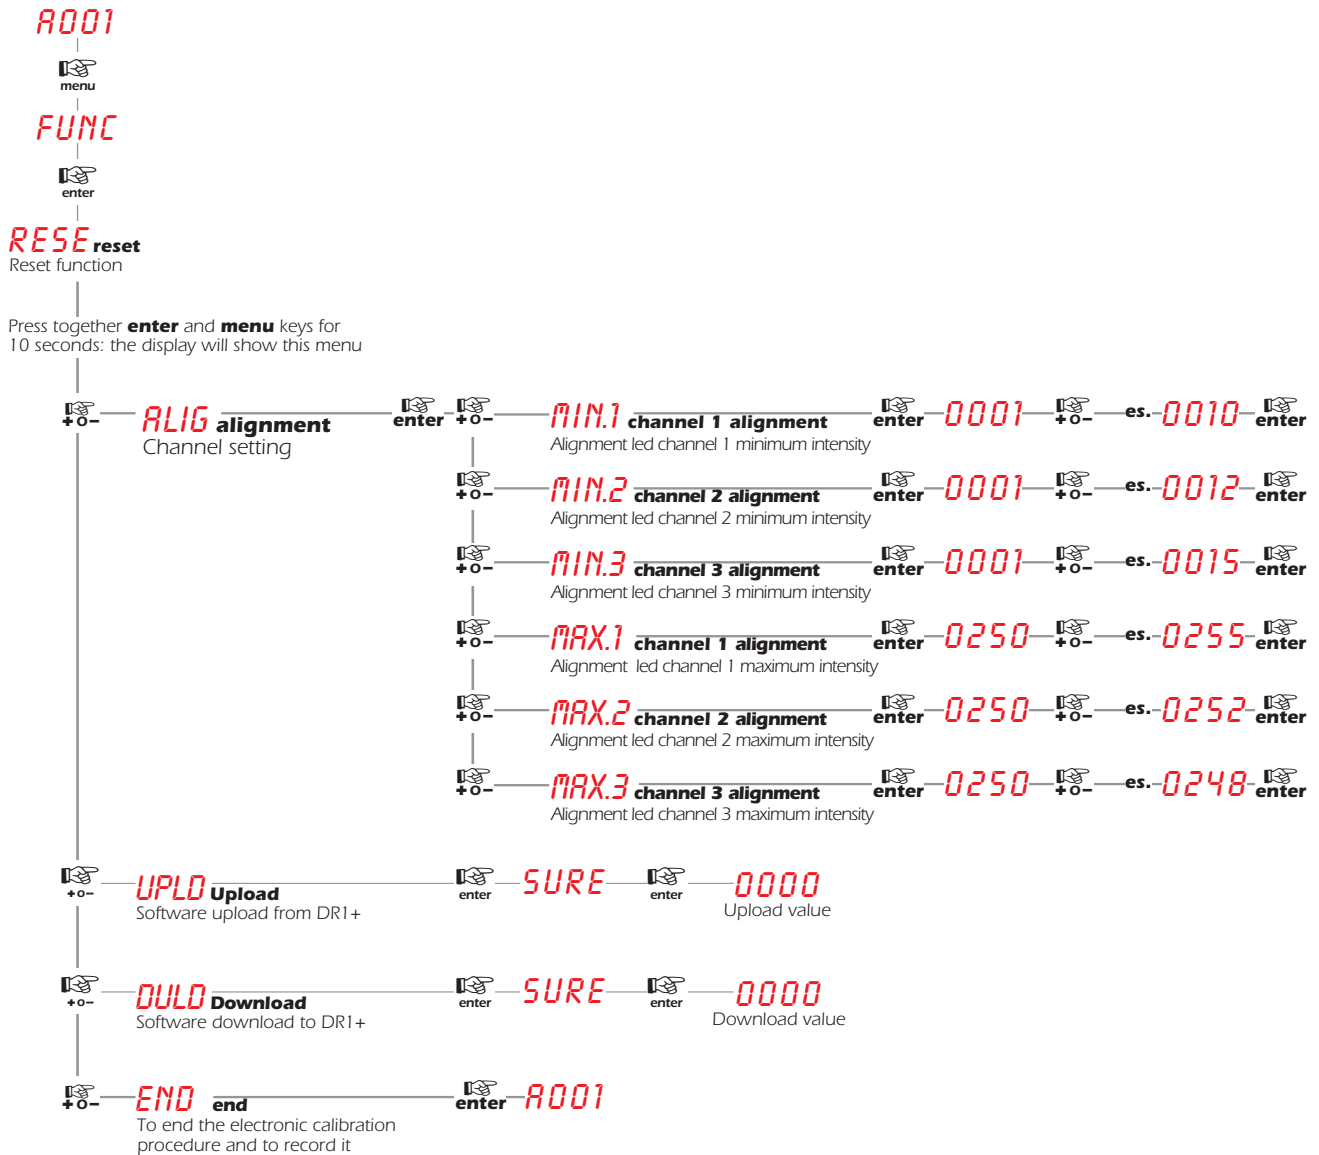 A001
menu
FUNC
enter
RESE reset
Reset function
Press together enter and menu keys for
10 seconds: the display will show this menu
+o- ALIG alignment enter +o- MIN.1 channel 1 alignment enter 0001 +o- es. 0010 enter
Channel setting
Alignment led channel 1 minimum intensity
+o- MIN.2 channel 2 alignment enter 0001 +o- es. 0012 enter
Alignment led channel 2 minimum intensity
+o- MIN.3 channel 3 alignment enter 0001 +o- es. 0015 enter
Alignment led channel 3 minimum intensity
+o- MAX.1 channel 1 alignment enter 0250 +o- es. 0255 enter
Alignment led channel 1 maximum intensity
+o- MAX.2 channel 2 alignment enter 0250 +o- es. 0252 enter
Alignment led channel 2 maximum intensity
+o- MAX.3 channel 3 alignment enter 0250 +o- es. 0248 enter
Alignment led channel 3 maximum intensity
+o- UPLD Upload enter SURE enter 0000
Software upload from DR1+
Upload value
+o- DULD Download enter SURE enter 0000
Software download to DR1+
Download value
+o- END end enter A001
To end the electronic calibration
procedure and to record it